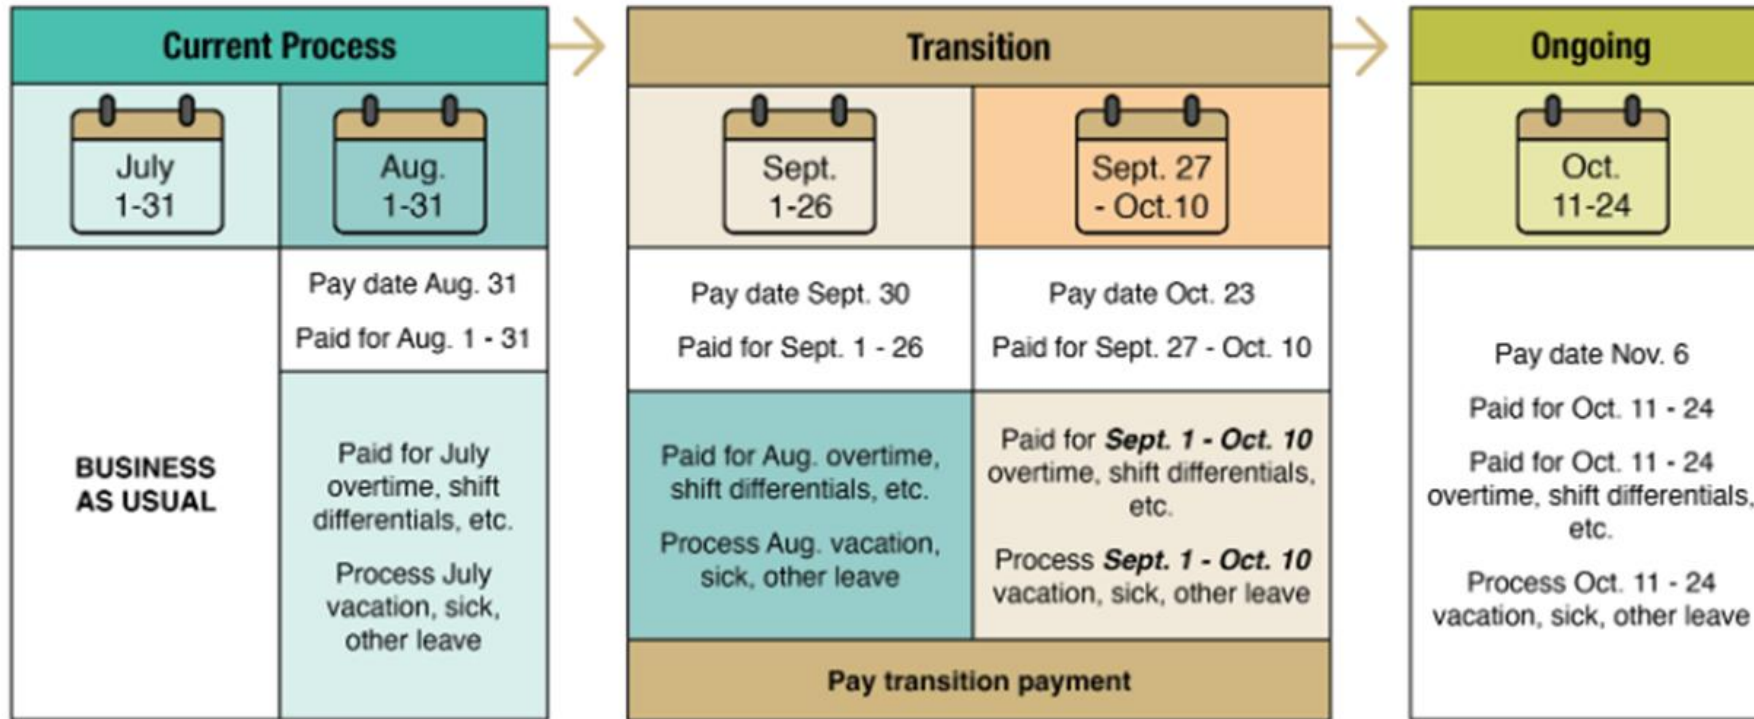 Current Process
July
1-31
Aug.
1-31
BUSINESS
AS USUAL
Pay date Aug. 31
Paid for Aug. 1 - 31
Paid for July
overtime, shift
differentials, etc.
Process July
vacation, sick,
other leave
Transition
Sept.
1-26
Sept. 27
- Oct.10
Pay date Sept. 30
Paid for Sept. 1 - 26
Paid for Aug. overtime,
shift differentials, etc.
Process Aug. vacation,
sick, other leave
Pay date Oct. 23
Paid for Sept. 27 - Oct. 10
Paid for Sept. 1 - Oct. 10
overtime, shift differentials,
etc.
Process Sept. 1 - Oct. 10
vacation, sick, other leave
Pay transition payment
Ongoing
Oct.
11-24
Pay date Nov. 6
Paid for Oct. 11 - 24
Paid for Oct. 11 - 24
overtime, shift differentials,
etc.
Process Oct. 11 - 24
vacation, sick, other leave